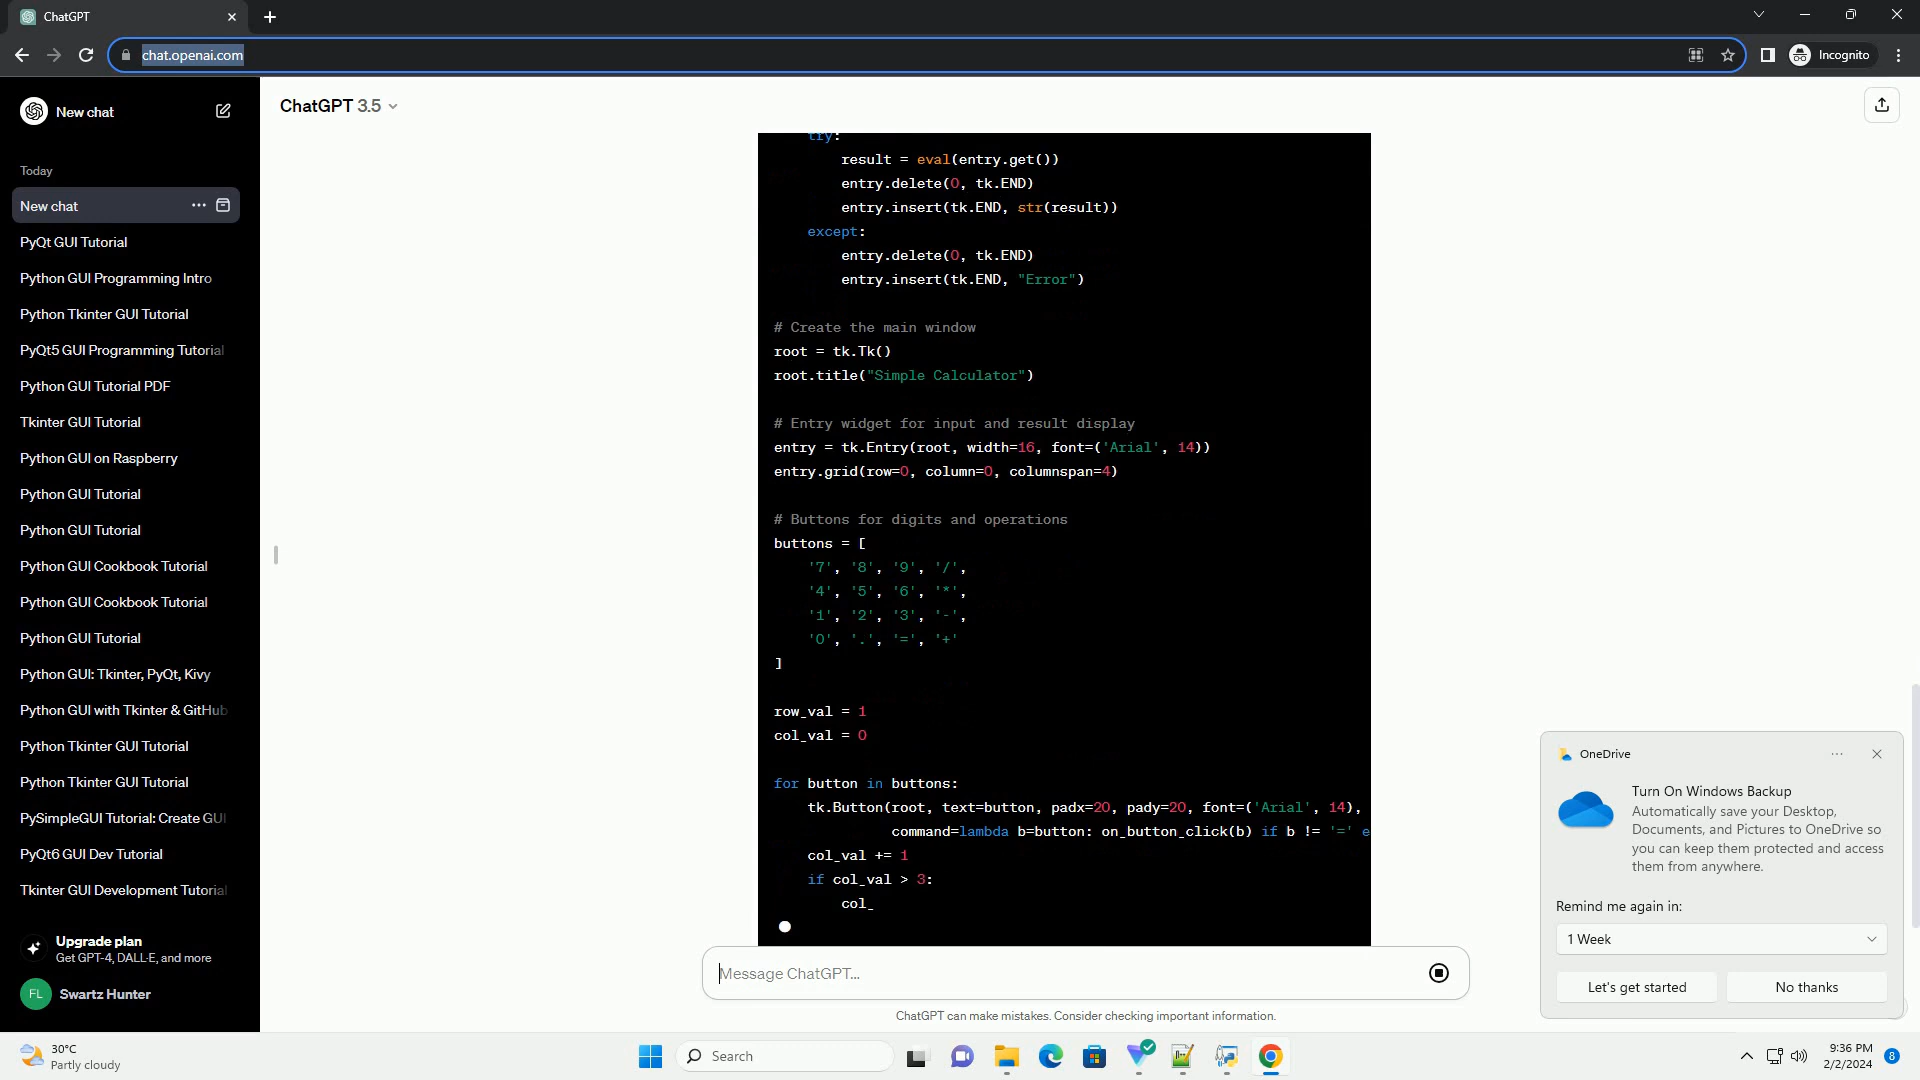 ChatGPT
chat.openai.com
Incognito
New chat
ChatGPT 3.5
Today
New chat
PyQt GUI Tutorial
Python GUI Programming Intro
Python Tkinter GUI Tutorial
PyQt5 GUI Programming Tutorial
Python GUI Tutorial PDF
Tkinter GUI Tutorial
Python GUI on Raspberry
Python GUI Tutorial
Python GUI Tutorial
Python GUI Cookbook Tutorial
Python GUI Cookbook Tutorial
Python GUI Tutorial
Python GUI: Tkinter, PyQt, Kivy
Python GUI with Tkinter & GitHub
Python Tkinter GUI Tutorial
Python Tkinter GUI Tutorial
PySimpleGUI Tutorial: Create GUI
PyQt6 GUI Dev Tutorial
Tkinter GUI Development Tutorial
Upgrade plan
Get GPT-4, DALL·E, and more
FL
Swartz Hunter
try:
result = eval(entry.get())
entry.delete(0, tk.END)
entry.insert(tk.END, str(result))
except:
entry.delete(0, tk.END)
entry.insert(tk.END, "Error")
# Create the main window
root = tk.Tk()
root.title("Simple Calculator")
# Entry widget for input and result display
entry = tk.Entry(root, width=16, font=('Arial', 14))
entry.grid(row=0, column=0, columnspan=4)
# Buttons for digits and operations
buttons = [
'7', '8', '9', '/',
'4', '5', '6', '*',
'1', '2', '3', '-',
'0', '.', '=', '+'
]
row_val = 1
col_val = 0
for button in buttons:
tk.Button(root, text=button, padx=20, pady=20, font=('Arial', 14),
command=lambda b=button: on_button_click(b) if b != '=' e
col_val += 1
if col_val > 3:
col_
Message ChatGPT...
ChatGPT can make mistakes. Consider checking important information.
OneDrive
Turn On Windows Backup
Automatically save your Desktop,
Documents, and Pictures to OneDrive so
you can keep them protected and access
them from anywhere.
Remind me again in:
1 Week
Let's get started
No thanks
30°C
Partly cloudy
Search
9:36 PM
2/2/2024
8